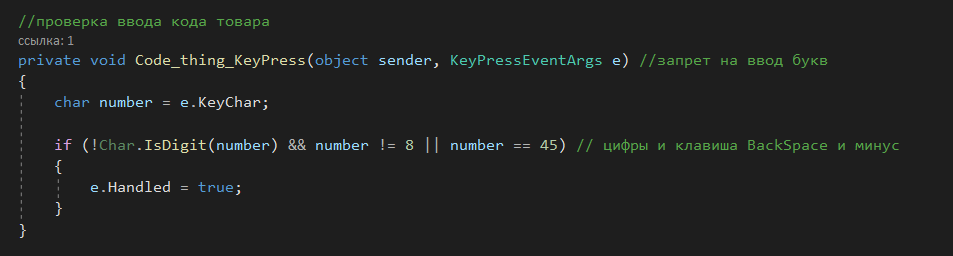 //проверка ввода кода товара
ссылка: 1
private void Code_thing_KeyPress(object sender, KeyPressEventArgs e) //запрет на ввод букв
{
char number = e.KeyChar;
if (!Char.IsDigit(number) && number != 8 || number == 45) // цифры и клавиша BackSpace и минус
{
e.Handled = true;
}
}